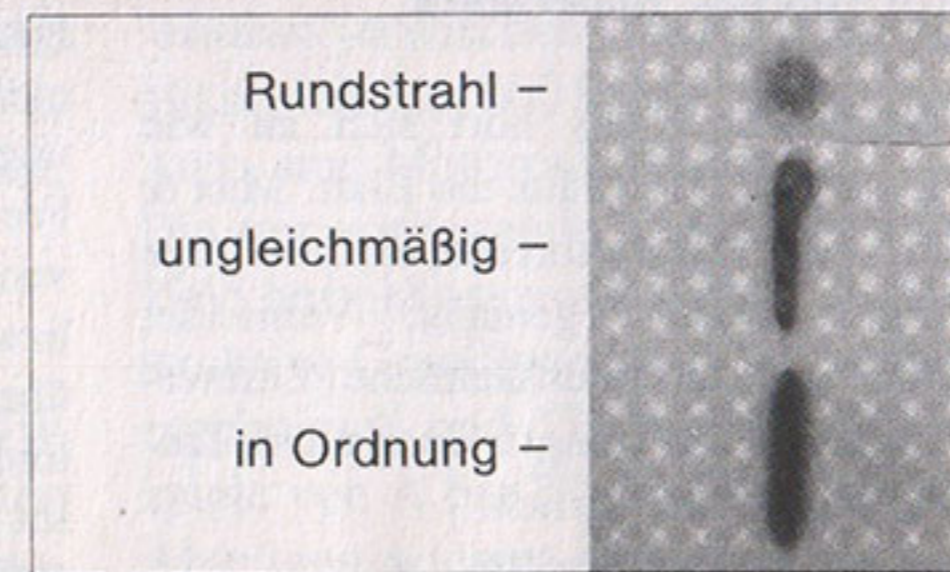 Rundstrahl –
ungleichmäßig –
in Ordnung –